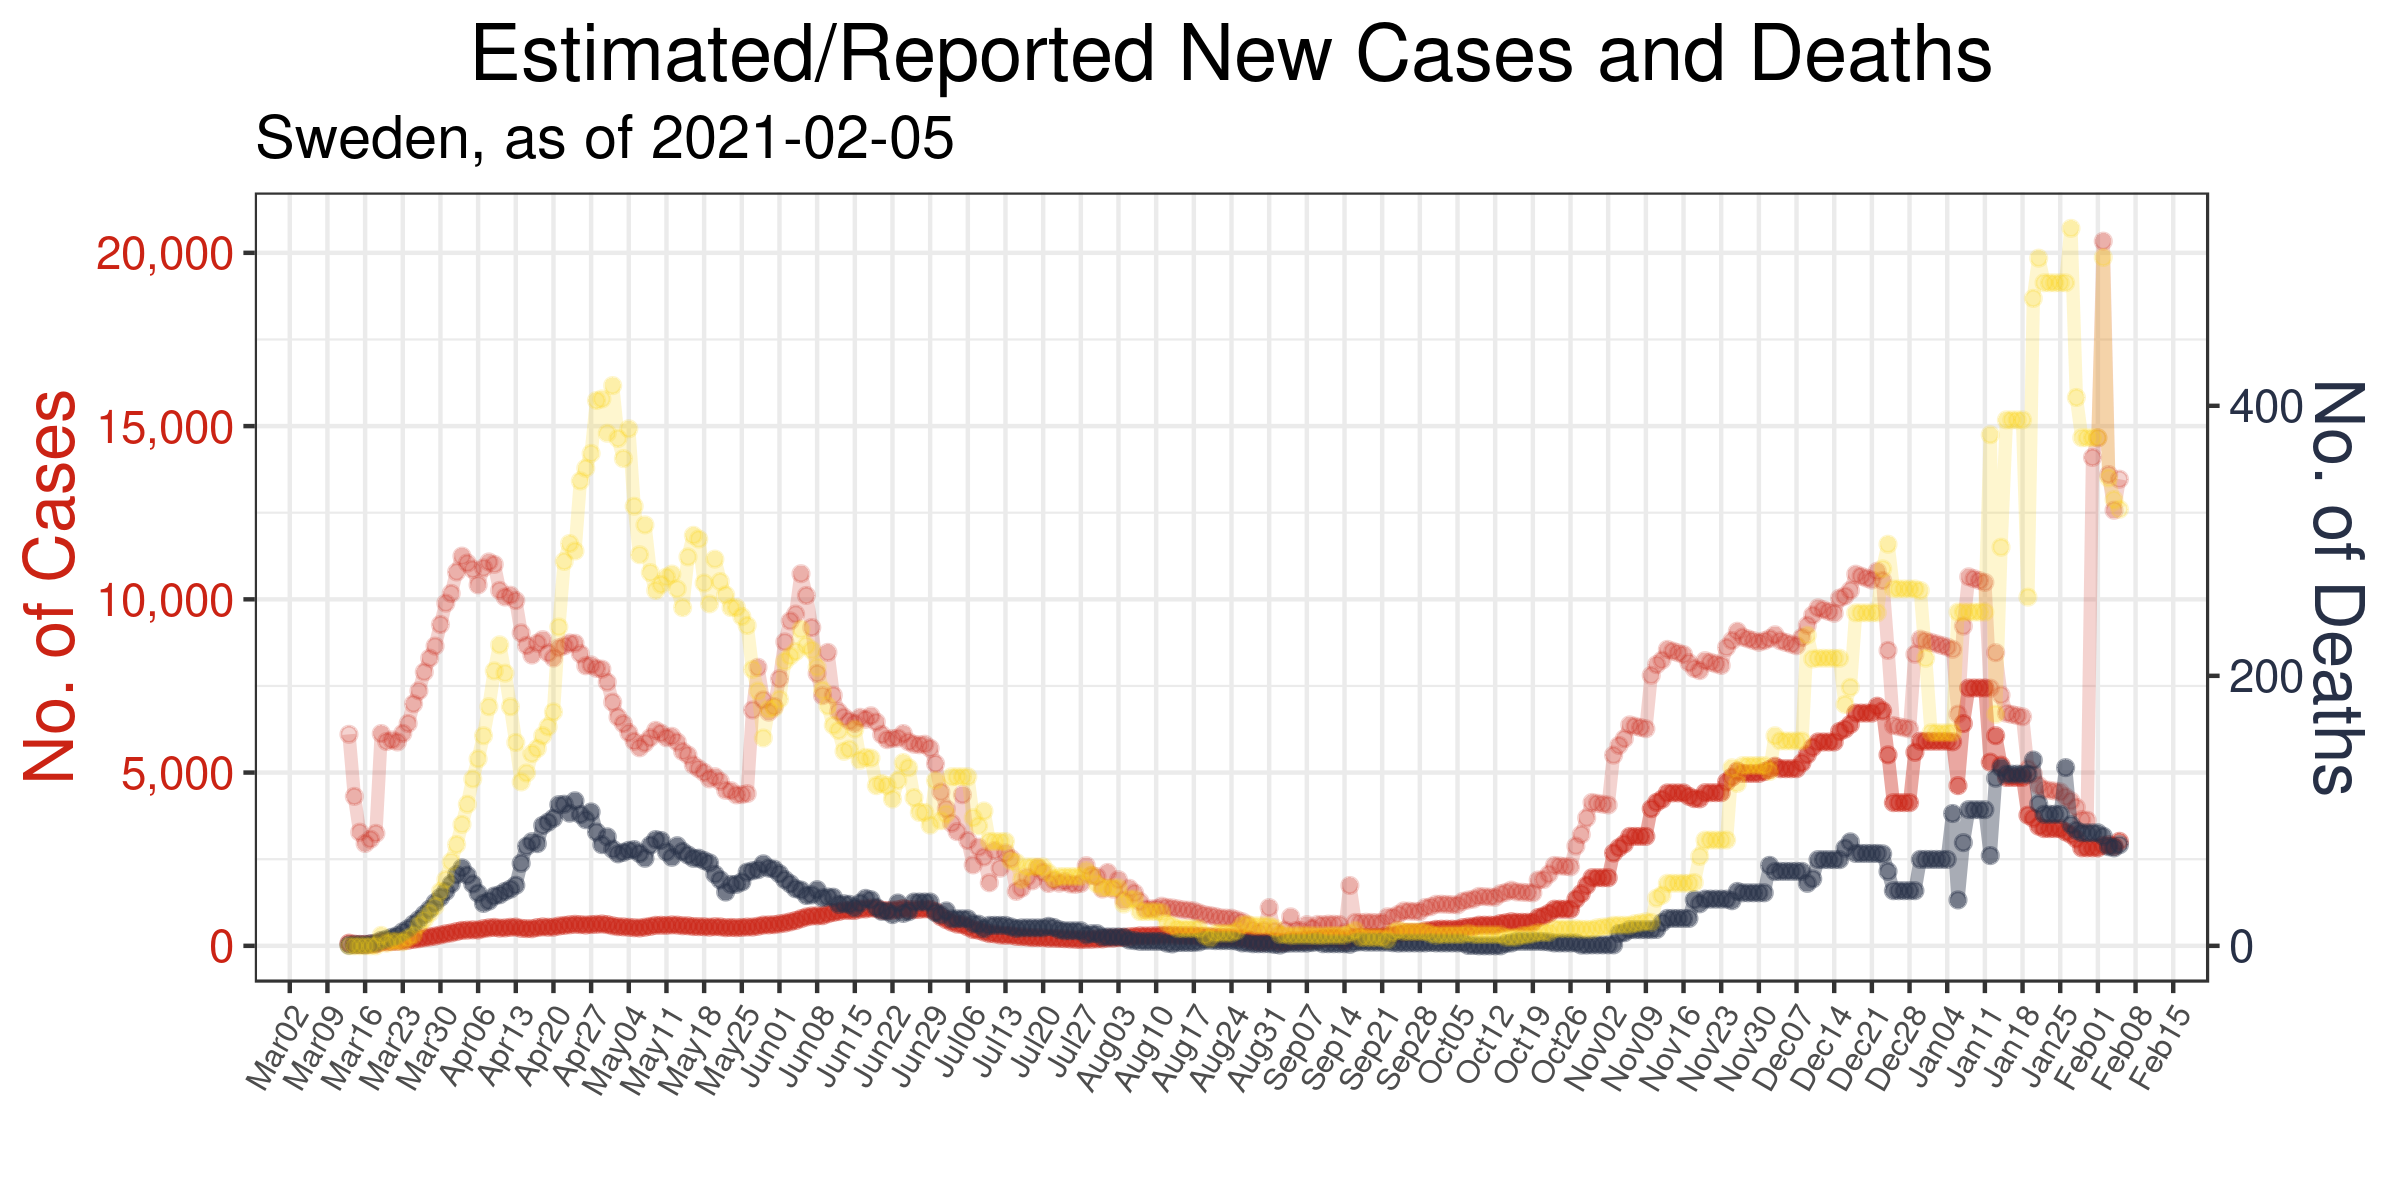 Estimated/Reported New Cases and Deaths
Sweden, as of 2021-02-05
No. of Cases
20,000
15,000
10,000
5,000
0
No. of Deaths
400
200
0
Mar02
Mar09
Mar16
Mar23
Mar30
Apr06
Apr13
Apr20
Apr27
May04
May11
May18
May25
Jun01
Jun08
Jun15
Jun22
Jun29
Jul06
Jul13
Jul20
Jul27
Aug03
Aug10
Aug17
Aug24
Aug31
Sep07
Sep14
Sep21
Sep28
Oct05
Oct12
Oct19
Oct26
Nov02
Nov09
Nov16
Nov23
Nov30
Dec07
Dec14
Dec21
Dec28
Jan04
Jan11
Jan18
Jan25
Feb01
Feb08
Feb15